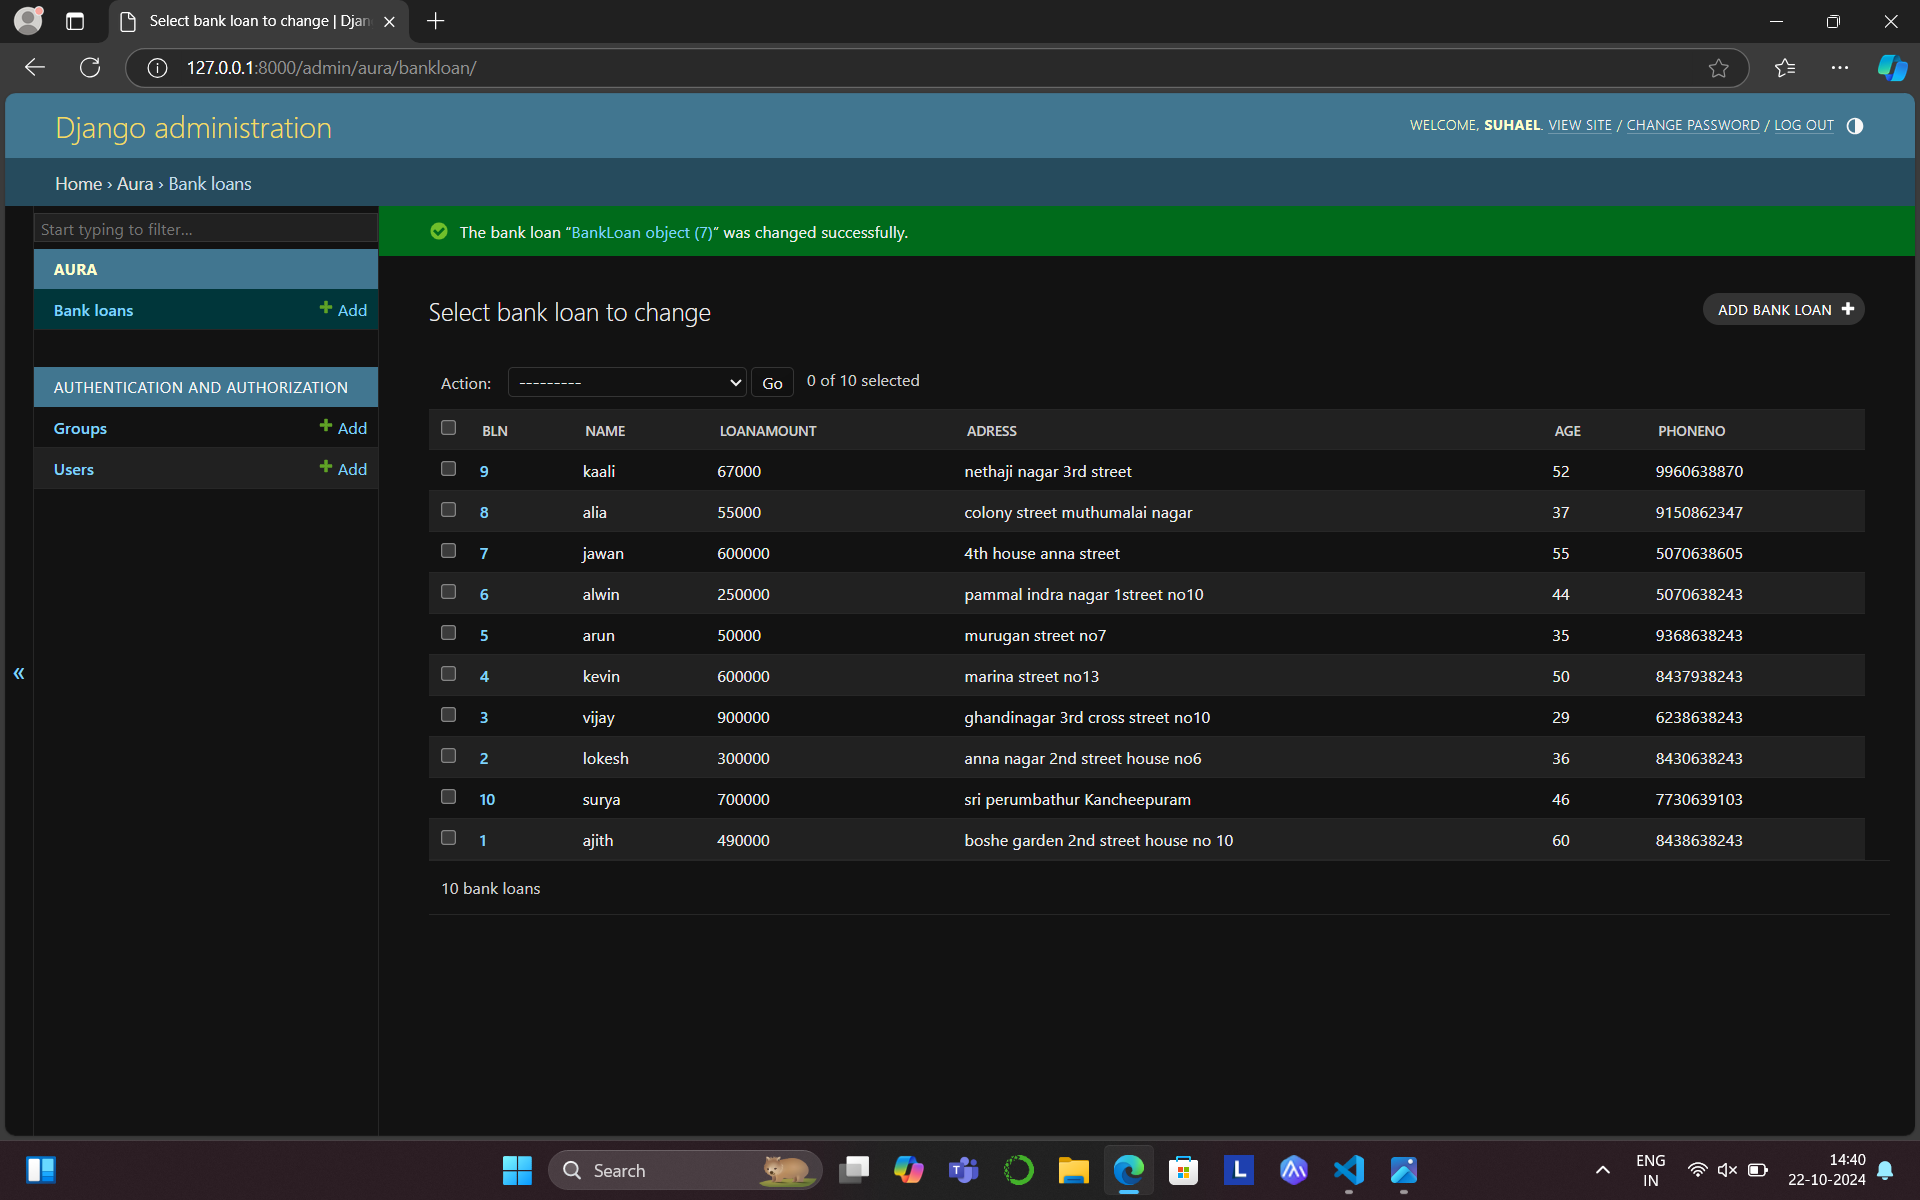 Select bank loan to change | Djan
127.0.0.1:8000/admin/aura/bankloan/
Django administration
WELCOME, SUHAEL. VIEW SITE / CHANGE PASSWORD / LOG OUT
Home › Aura › Bank loans
Start typing to filter...
The bank loan “BankLoan object (7)” was changed successfully.
AURA
Bank loans + Add
Select bank loan to change
ADD BANK LOAN +
AUTHENTICATION AND AUTHORIZATION
Groups + Add
Users + Add
Action: --------- Go 0 of 10 selected
BLN NAME LOANAMOUNT ADRESS AGE PHONENO
9 kaali 67000 nethaji nagar 3rd street 52 9960638870
8 alia 55000 colony street muthumalai nagar 37 9150862347
7 jawan 600000 4th house anna street 55 5070638605
6 alwin 250000 pammal indra nagar 1street no10 44 5070638243
5 arun 50000 murugan street no7 35 9368638243
4 kevin 600000 marina street no13 50 8437938243
3 vijay 900000 ghandinagar 3rd cross street no10 29 6238638243
2 lokesh 300000 anna nagar 2nd street house no6 36 8430638243
10 surya 700000 sri perumbathur Kancheepuram 46 7730639103
1 ajith 490000 boshe garden 2nd street house no 10 60 8438638243
10 bank loans
«
Search
L
ENG
IN
14:40
22-10-2024